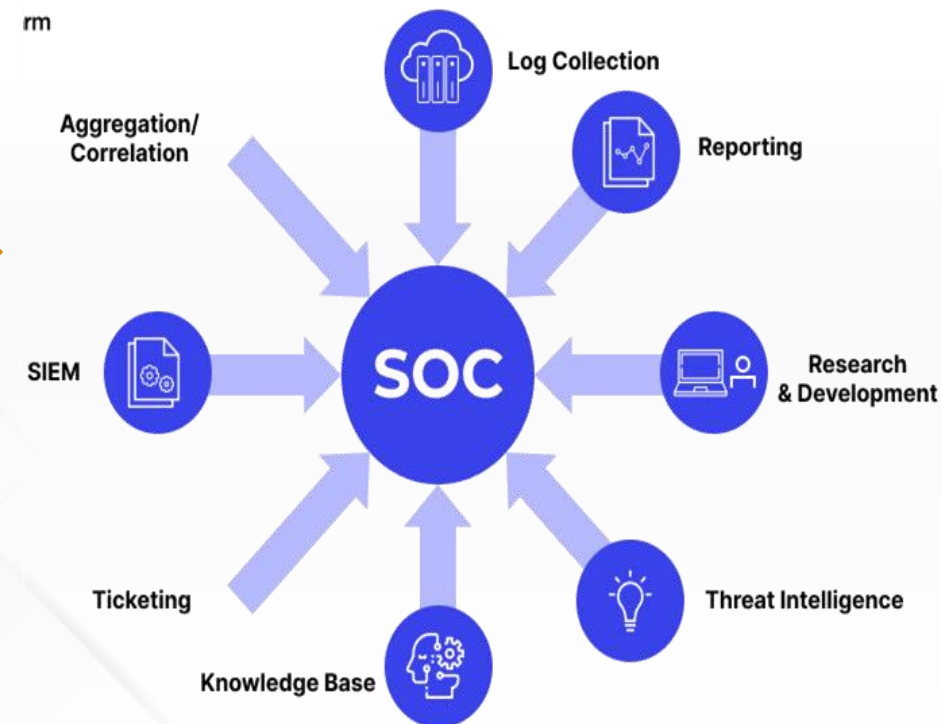 rm
Log Collection
Aggregation/
Correlation
Reporting
SOC
SIEM
Research
& Development
Ticketing
Threat Intelligence
Knowledge Base